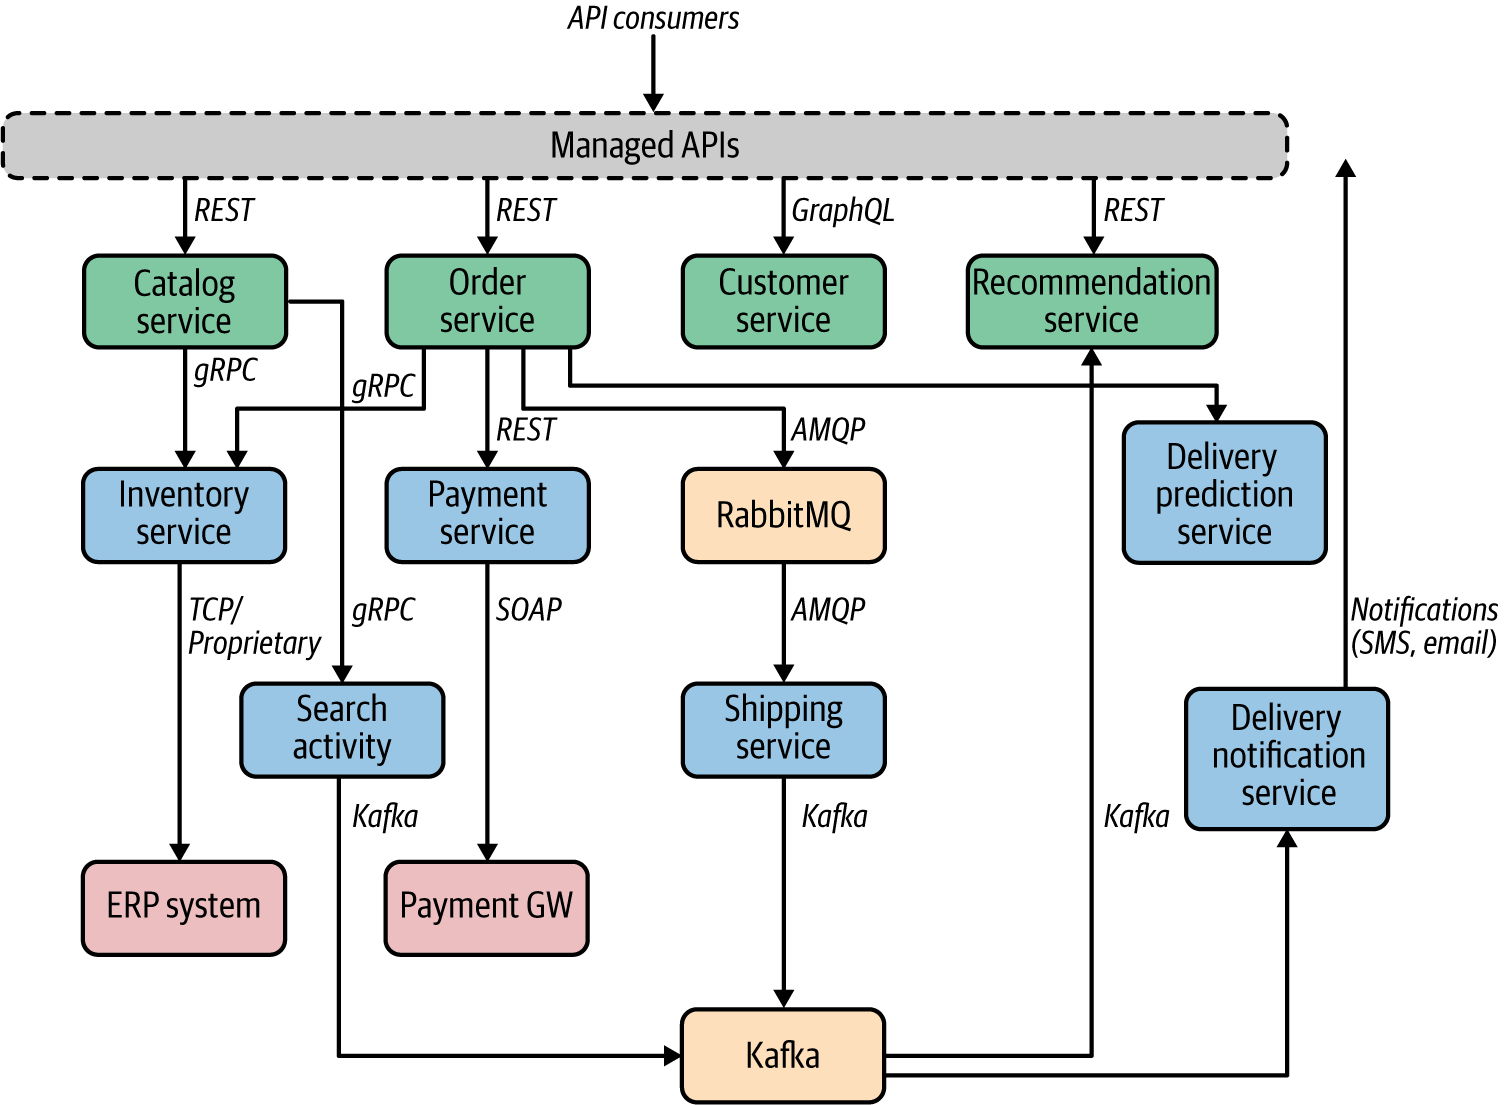 API consumers
Managed APIs
REST
REST
GraphQL
REST
Catalog
service
Order
service
Customer
service
Recommendation
service
gRPC
gRPC
REST
AMQP
Inventory
service
Payment
service
RabbitMQ
Delivery
prediction
service
TCP/
Proprietary
gRPC
SOAP
AMQP
Notifications
(SMS, email)
Search
activity
Shipping
service
Delivery
notification
service
Kafka
Kafka
Kafka
ERP system
Payment GW
Kafka